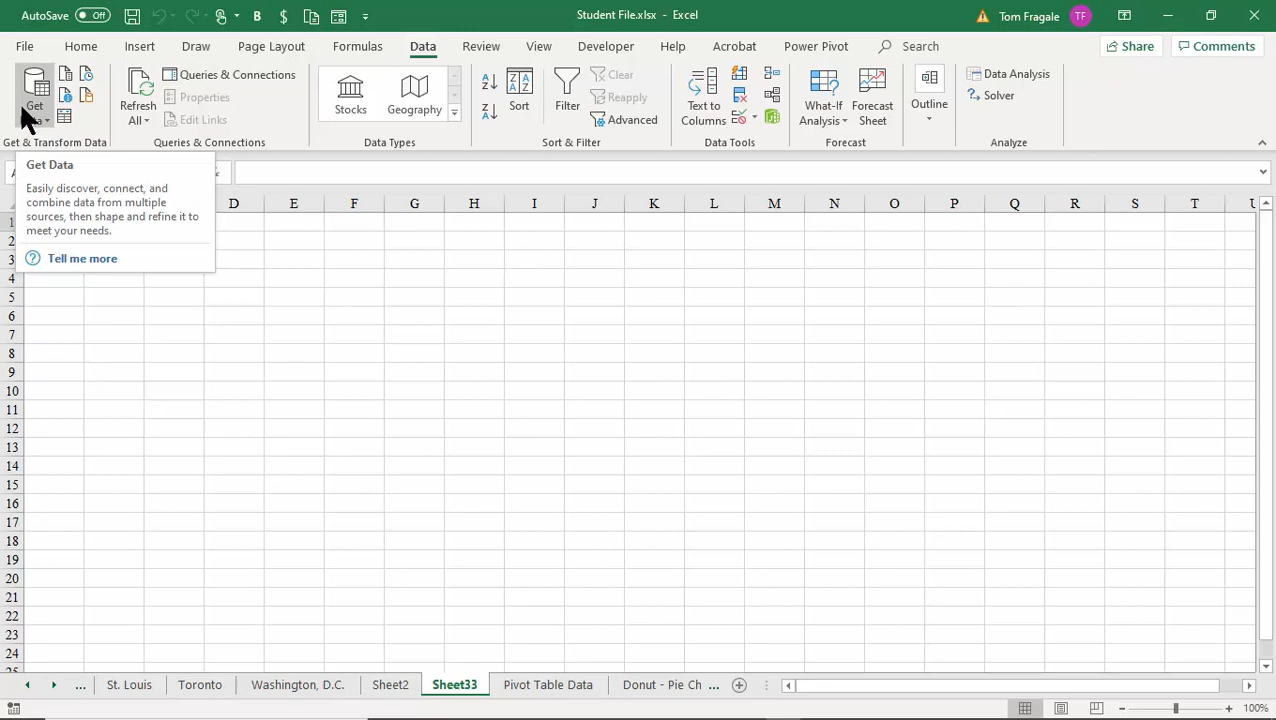 AutoSave Off
Student File.xlsx - Excel
Tom Fragale TF
File Home Insert Draw Page Layout Formulas Data Review View Developer Help Acrobat Power Pivot Search Share Comments
Get
Refresh
All
Queries & Connections
Properties
Edit Links
Stocks Geography
Sort
Filter
Clear
Reapply
Advanced
Text to
Columns
What-If
Analysis
Forecast
Sheet
Outline
Data Analysis
Solver
Get & Transform Data Queries & Connections Data Types Sort & Filter Data Tools Forecast Analyze
Get Data
Easily discover, connect, and
combine data from multiple
sources, then shape and refine it to
meet your needs.
Tell me more
D E F G H I J K L M N O P Q R S T U
1
2
3
4
5
6
7
8
9
10
11
12
13
14
15
16
17
18
19
20
21
22
23
24
25
... St. Louis Toronto Washington, D.C. Sheet2 Sheet33 Pivot Table Data Donut - Pie Ch ...
100%